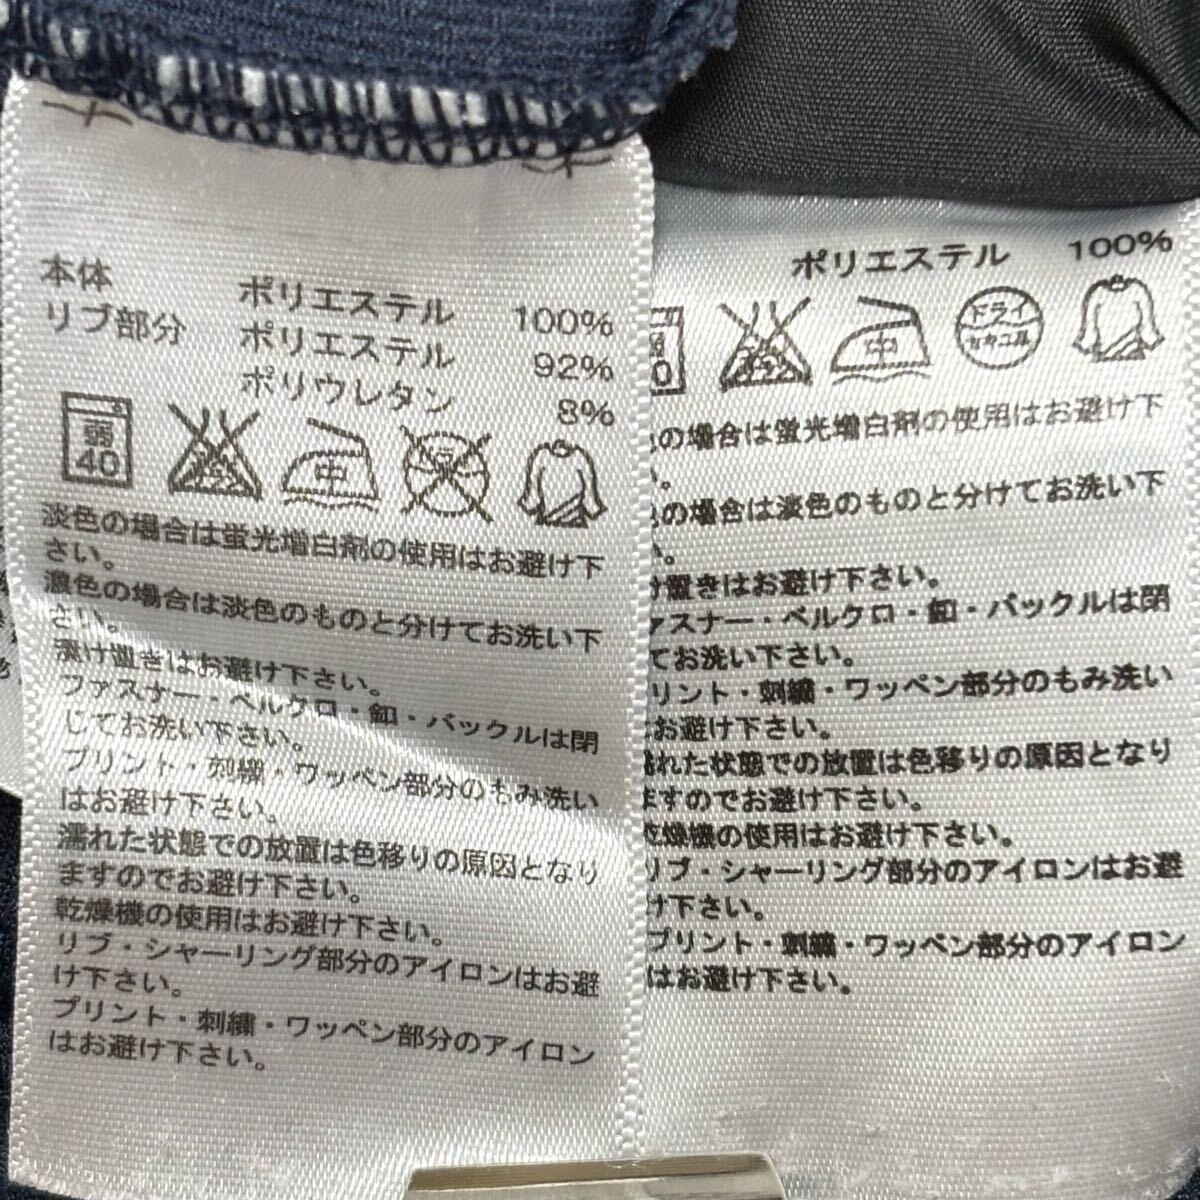 本体 ポリエステル 100%
リブ部分 ポリエステル 92%
ポリウレタン 8%
弱
40
中
淡色の場合は蛍光増白剤の使用はお避け下
さい。
濃色の場合は淡色のものと分けてお洗い下
さい。
漬け置きはお避け下さい。
ファスナー・ベルクロ・釦・バックルは閉
じてお洗い下さい。
プリント・刺繍・ワッペン部分のもみ洗い
はお避け下さい。
濡れた状態での放置は色移りの原因となり
ますのでお避け下さい。
乾燥機の使用はお避け下さい。
リブ・シャーリング部分のアイロンはお避
け下さい。
プリント・刺繍・ワッペン部分のアイロン
はお避け下さい。
ポリエステル 100%
中
ドライ
セキユ系
の場合は蛍光増白剤の使用はお避け下
。
の場合は淡色のものと分けてお洗い下
。
け置きはお避け下さい。
ァスナー・ベルクロ・釦・バックルは閉
てお洗い下さい。
リント・刺繍・ワッペン部分のもみ洗い
お避け下さい。
濡れた状態での放置は色移りの原因となり
ますのでお避け下さい。
乾燥機の使用はお避け下さい。
リブ・シャーリング部分のアイロンはお避
け下さい。
プリント・刺繍・ワッペン部分のアイロン
はお避け下さい。